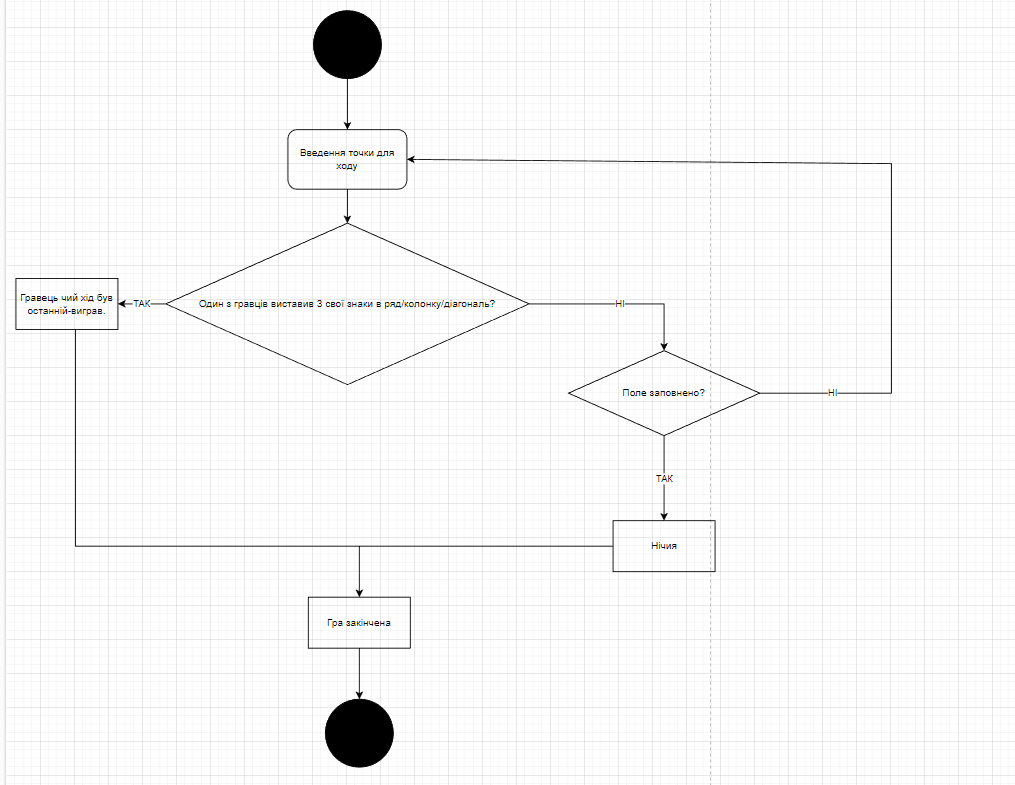 Введення точки для
ходу
Один з гравців виставив 3 свої знаки в ряд/колонку/діагональ?
ТАК
Гравець чий хід був
останній-виграв.
НІ
Поле заповнено?
НІ
ТАК
Нічия
Гра закінчена